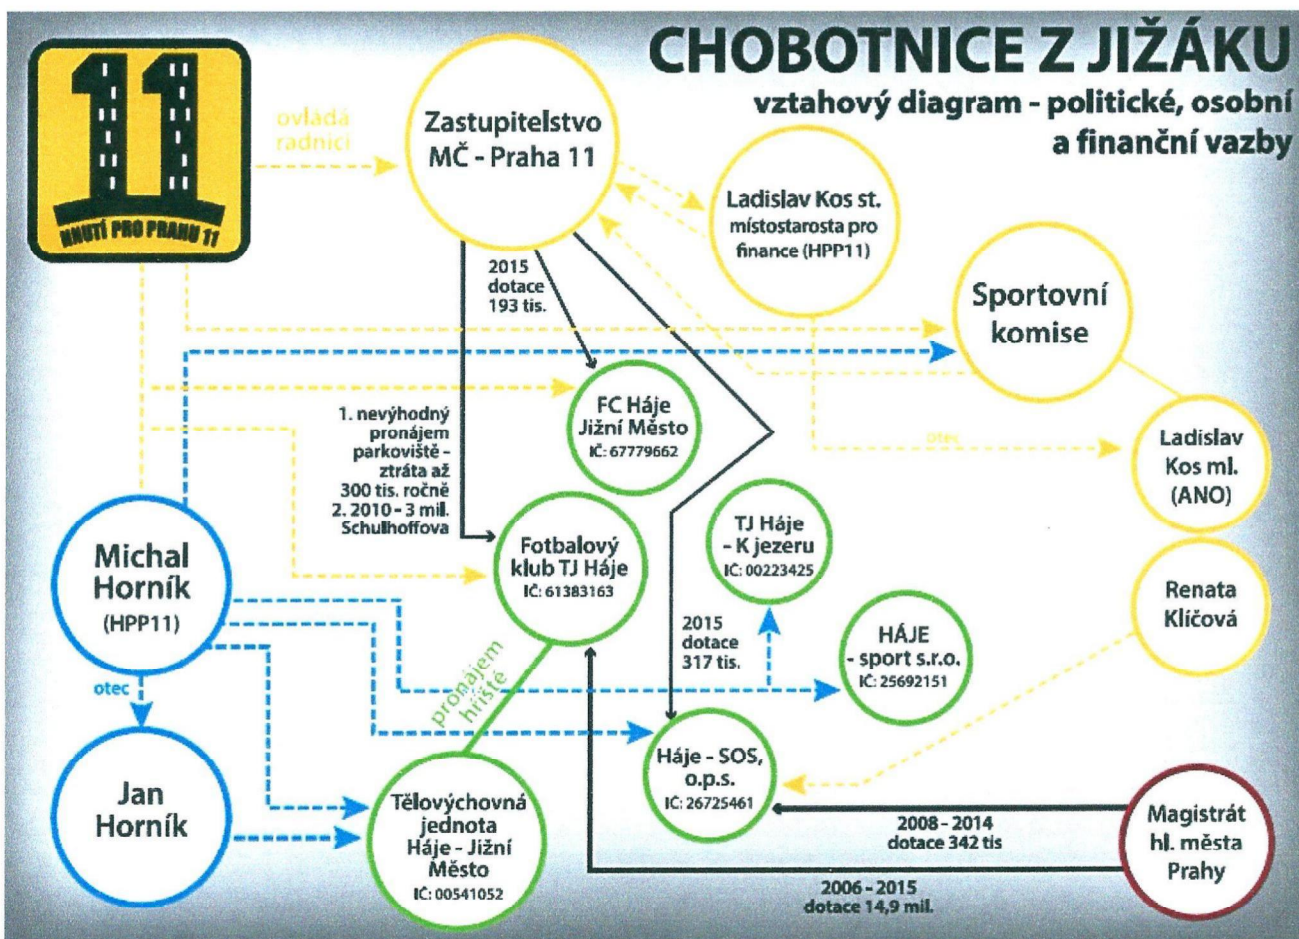 CHOBOTNICE Z JIŽÁKU
vztahový diagram - politické, osobní
a finanční vazby
11
HNUTÍ PRO PRAHU 11
ovládá
radnici
Zastupitelstvo
MČ - Praha 11
Ladislav Kos st.
místostarosta pro
finance (HPP11)
Sportovní
komise
2015
dotace
193 tis.
FC Háje
Jižní Město
IČ: 67779662
1. nevýhodný
pronájem
parkoviště -
ztráta až
300 tis. ročně
2. 2010 - 3 mil.
Schulhoffova
otec
Ladislav
Kos ml.
(ANO)
TJ Háje
- K jezeru
IČ: 00223425
Fotbalový
klub TJ Háje
IČ: 61383163
Michal
Horník
(HPP11)
Renata
Klíčová
2015
dotace
317 tis.
HÁJE
- sport s.r.o.
IČ: 25692151
otec
pronájem
hřiště
Háje - SOS,
o.p.s.
IČ: 26725461
Jan
Horník
Tělovýchovná
jednota
Háje - Jižní
Město
IČ: 00541052
Magistrát
hl. města
Prahy
2008 - 2014
dotace 342 tis
2006 - 2015
dotace 14,9 mil.